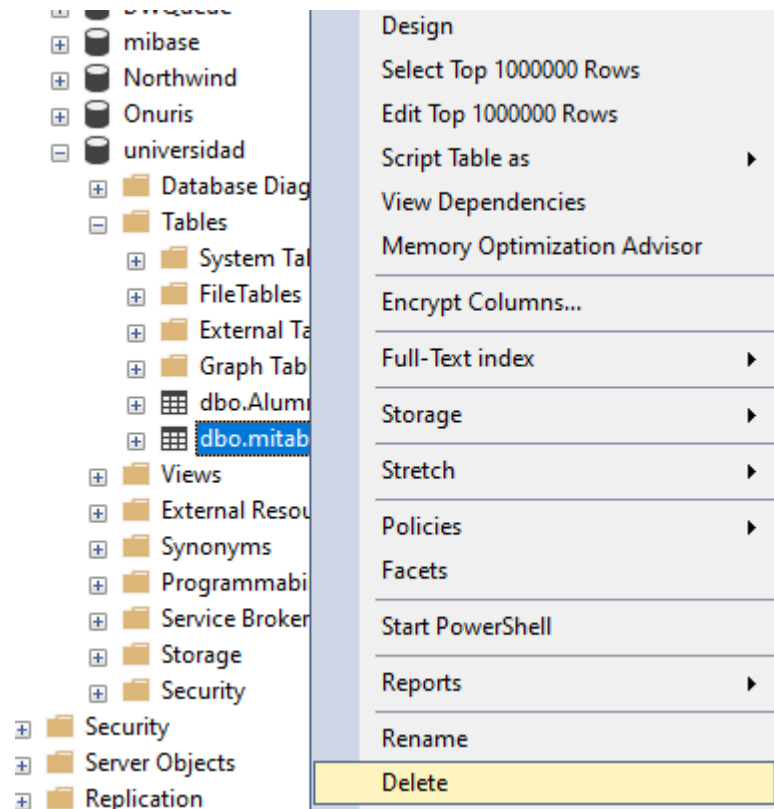 mibase
Northwind
Onuris
universidad
Database Diag
Tables
System Tal
FileTables
External Ta
Graph Tab
dbo.Alum
dbo.mitab
Views
External Resou
Synonyms
Programmabi
Service Broker
Storage
Security
Security
Server Objects
Replication
Design
Select Top 1000000 Rows
Edit Top 1000000 Rows
Script Table as
View Dependencies
Memory Optimization Advisor
Encrypt Columns...
Full-Text index
Storage
Stretch
Policies
Facets
Start PowerShell
Reports
Rename
Delete